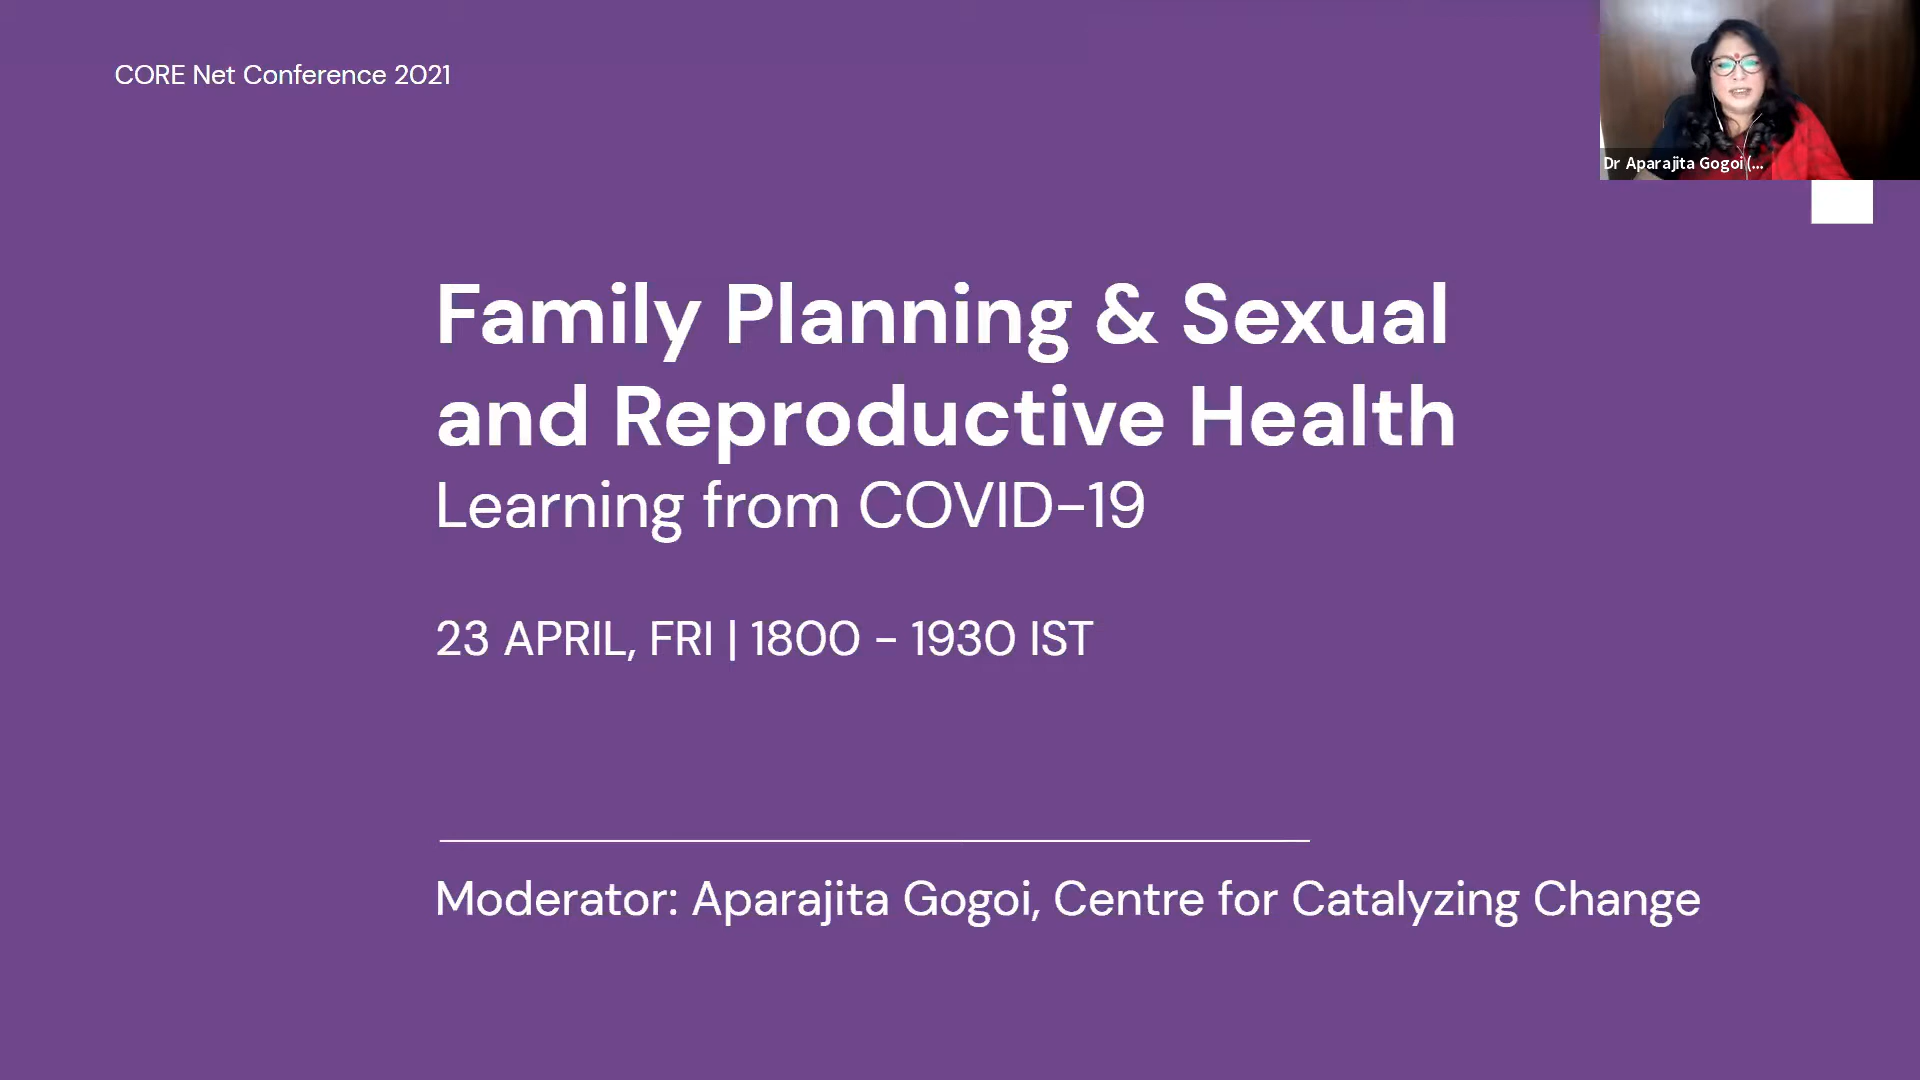 CORE Net Conference 2021
Dr Aparajita Gogoi (...
Family Planning & Sexual
and Reproductive Health
Learning from COVID-19
23 APRIL, FRI | 1800 - 1930 IST
Moderator: Aparajita Gogoi, Centre for Catalyzing Change